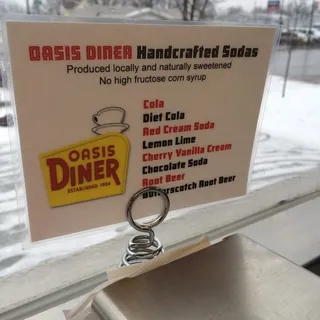 OASIS DINER Handcrafted Sodas
Produced locally and naturally sweetened
No high fructose corn syrup
Cola
Diet Cola
Red Cream Soda
Lemon Lime
Cherry Vanilla Cream
Chocolate Soda
Root Beer
Butterscotch Root Beer
OASIS
DINER
ESTABLISHED 1954